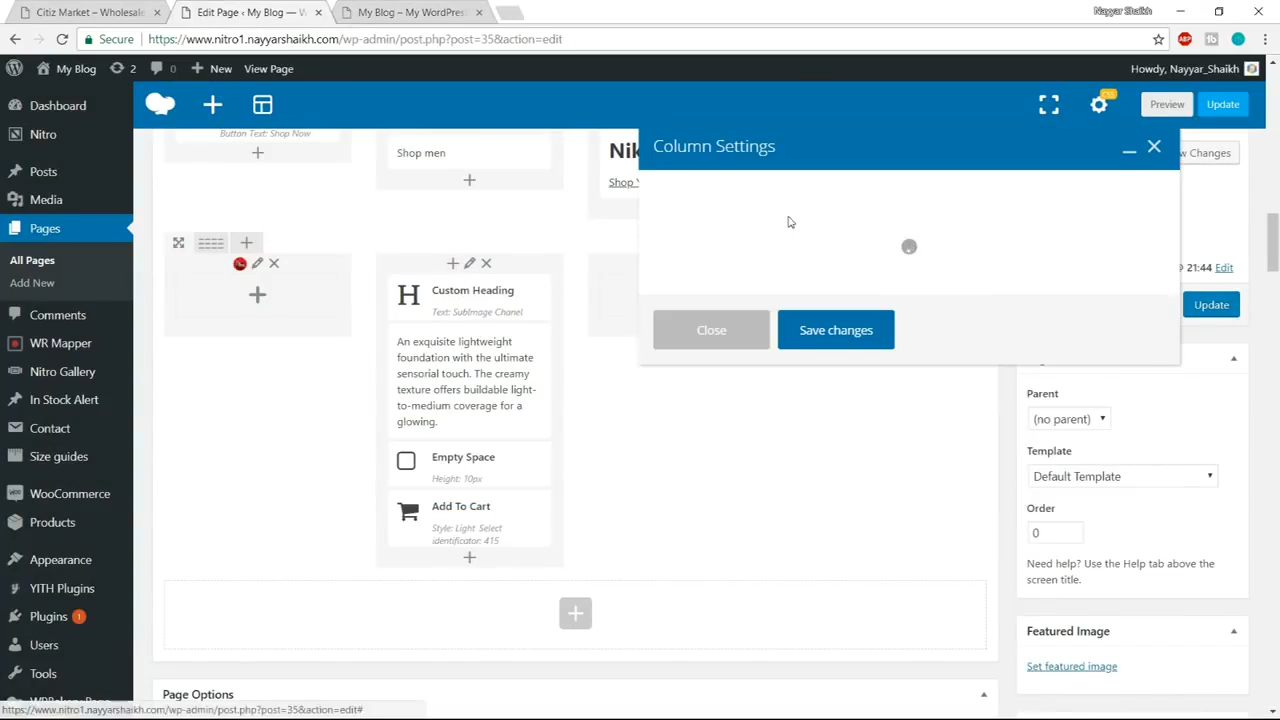 Citiz Market – Wholesale
Edit Page ‹ My Blog —
My Blog – My WordPres
Nayyar Shaikh
Secure
https://www.nitro1.nayyarshaikh.com/wp-admin/post.php?post=35&action=edit
My Blog
2
0
New
View Page
Howdy, Nayyar_Shaikh
Dashboard
Nitro
Posts
Media
Pages
All Pages
Add New
Comments
WR Mapper
Nitro Gallery
In Stock Alert
Contact
Size guides
WooCommerce
Products
Appearance
YITH Plugins
Plugins 1
Users
Tools
Preview
Update
Button Text: Shop Now
Shop men
Nik
Shop Y
Column Settings
w Changes
Close
Save changes
21:44 Edit
Update
Custom Heading
Text: SubImage Chanel
An exquisite lightweight
foundation with the ultimate
sensorial touch. The creamy
texture offers buildable light-
to-medium coverage for a
glowing.
Empty Space
Height: 10px
Add To Cart
Style: Light Select
identificator: 415
Parent
(no parent)
Template
Default Template
Order
0
Need help? Use the Help tab above the
screen title.
Featured Image
Set featured image
Page Options
https://www.nitro1.nayyarshaikh.com/wp-admin/post.php?post=35&action=edit#